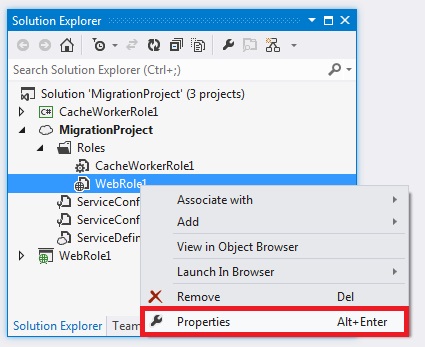 Solution Explorer
Search Solution Explorer (Ctrl+;)
Solution 'MigrationProject' (3 projects)
C# CacheWorkerRole1
MigrationProject
Roles
CacheWorkerRole1
WebRole1
Associate with
ServiceConf
Add
ServiceConf
View in Object Browser
ServiceDefin
WebRole1
Launch In Browser
Remove Del
Properties Alt+Enter
Solution Explorer Team